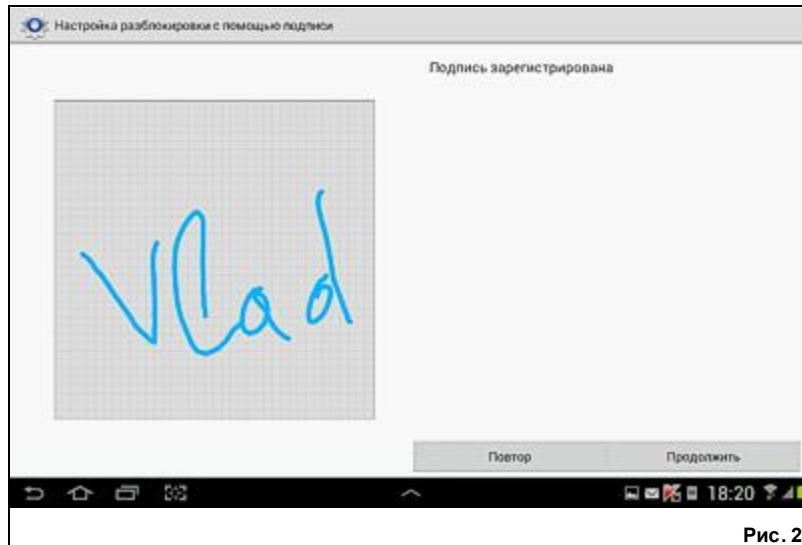 Настройка разблокировки с помощью подписи
Подпись зарегистрирована
Vlad
Повтор
Продолжить
18:20
Рис. 2